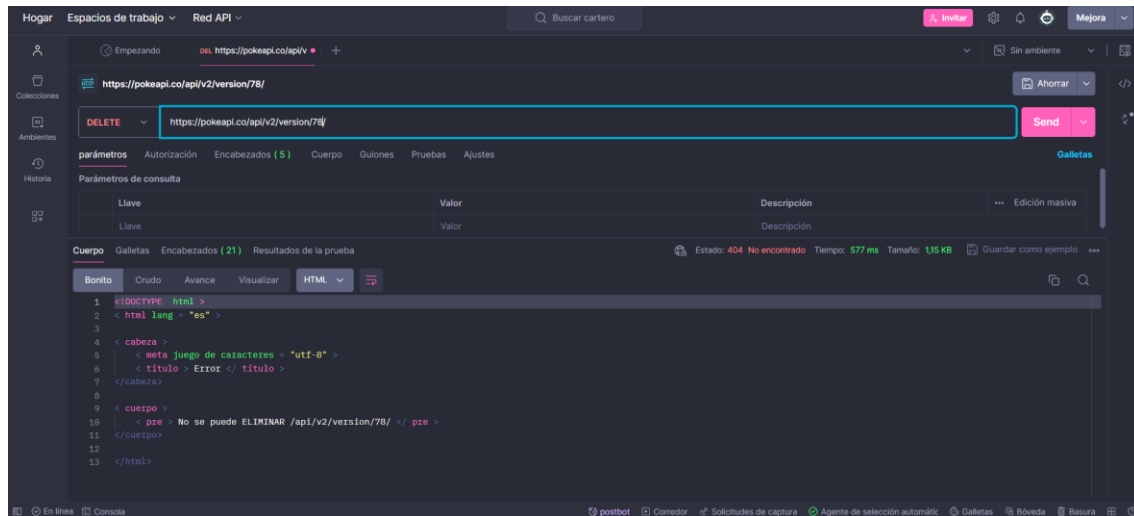 Hogar Espacios de trabajo Red API Buscar cartero Invitar Mejora
Empezando DEL https://pokeapi.co/api/v Sin ambiente
HTTP https://pokeapi.co/api/v2/version/78/ Ahorrar
Colecciones
DELETE https://pokeapi.co/api/v2/version/78/ Send
Ambientes
parámetros Autorización Encabezados (5) Cuerpo Guiones Pruebas Ajustes Galletas
Historia
Parámetros de consulta
Llave Valor Descripción Edición masiva
Llave Valor Descripción
Cuerpo Galletas Encabezados (21) Resultados de la prueba Estado: 404 No encontrado Tiempo: 577 ms Tamaño: 1,15 KB Guardar como ejemplo
Bonito Crudo Avance Visualizar HTML
1 <!DOCTYPE html >
2 < html lang = "es" >
3
4 < cabeza >
5 < meta juego de caracteres = "utf-8" >
6 < título > Error </ título >
7 </cabeza>
8
9 < cuerpo >
10 < pre > No se puede ELIMINAR /api/v2/version/78/ </ pre >
11 </cuerpo>
12
13 </html>
En línea Consola postbot Corredor Solicitudes de captura Agente de selección automátic Galletas Bóveda Basura